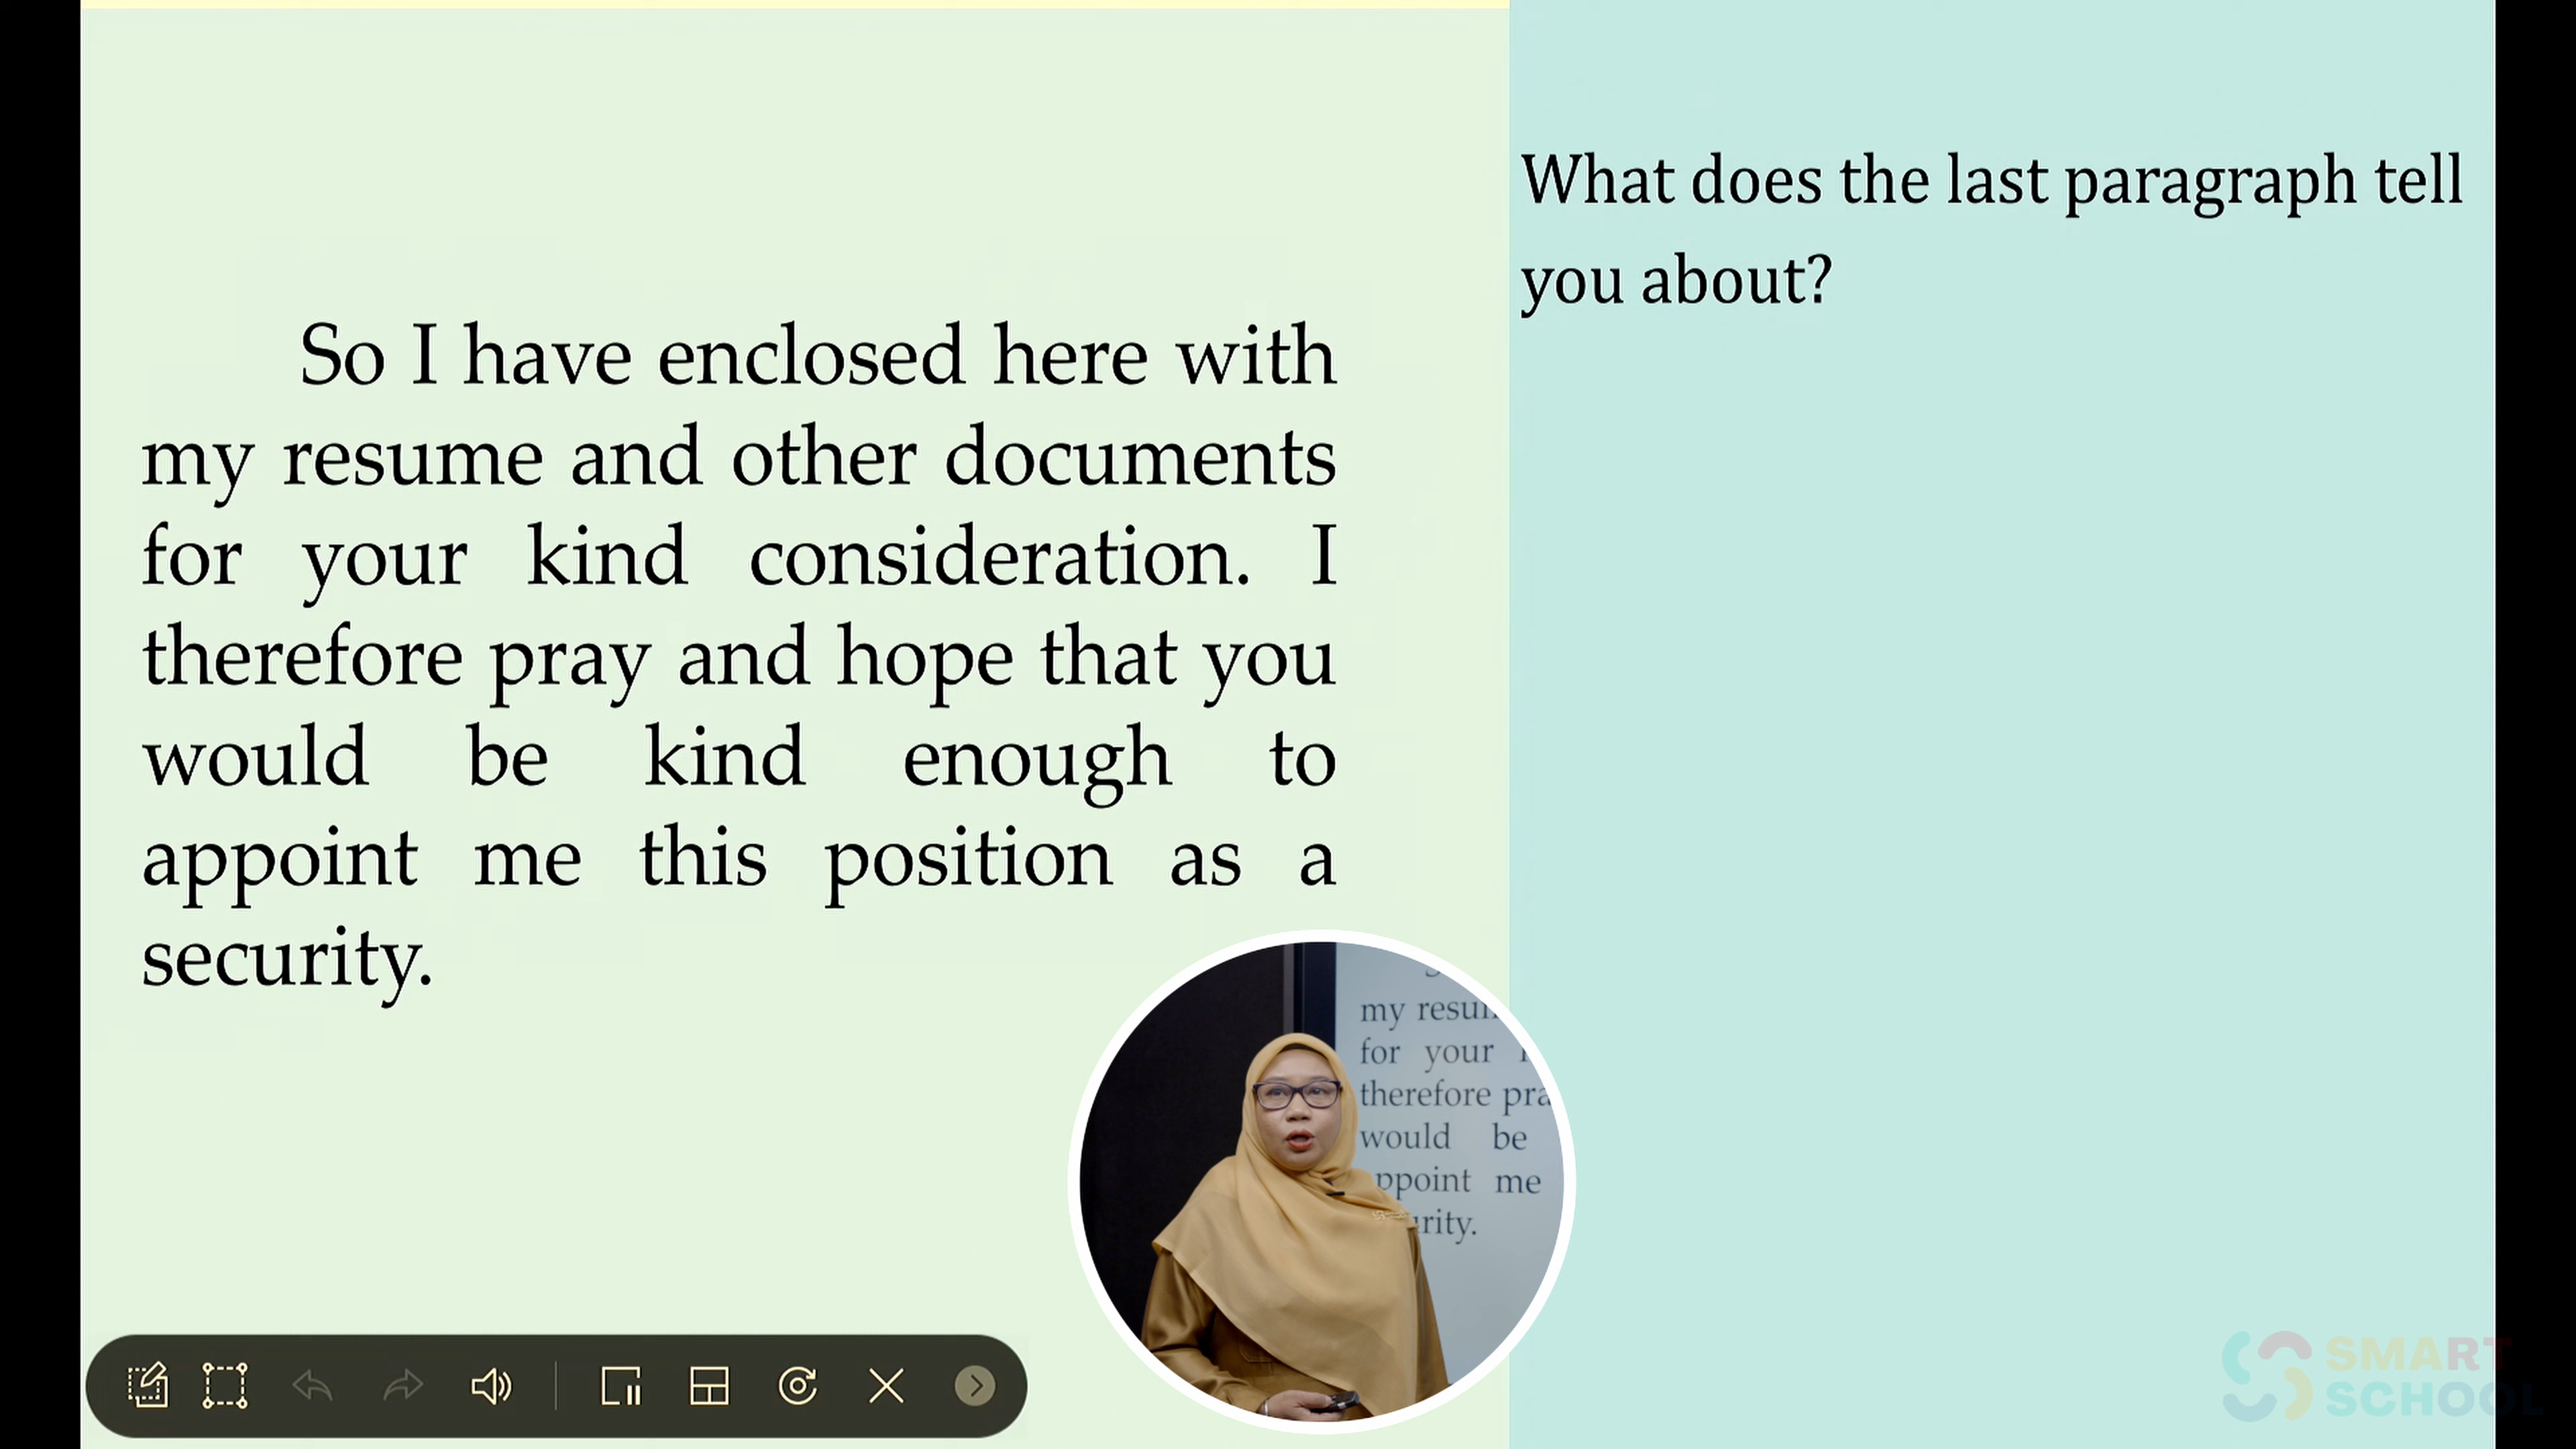 So I have enclosed here with
my resume and other documents
for your kind consideration. I
therefore pray and hope that you
would be kind enough to
appoint me this position as a
security.
What does the last paragraph tell
you about?
my resum
for your
therefore pra
would be
ppoint me
rity.
SMART
SCHOOL